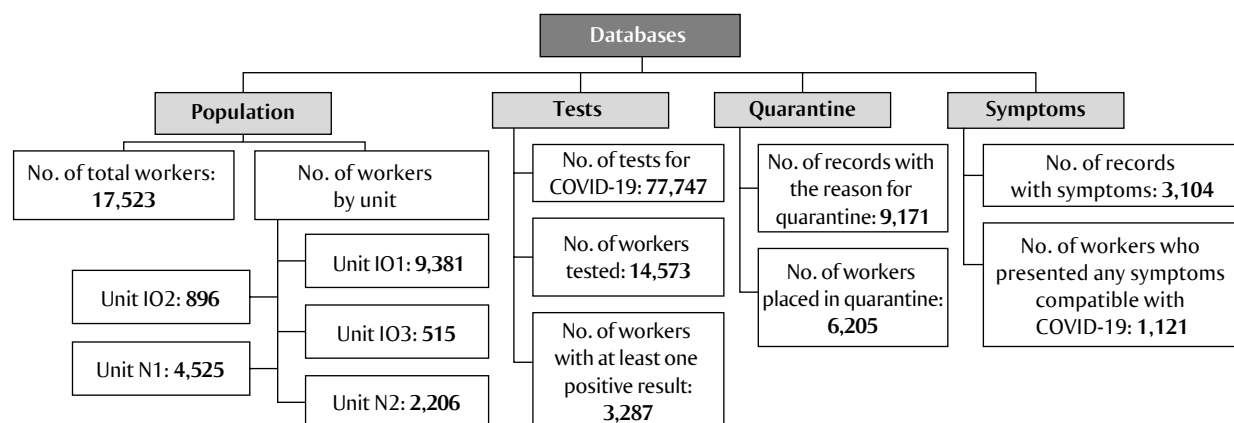 Databases
Population
No. of total workers:
17,523
No. of workers
by unit
Unit IO1: 9,381
Unit IO2: 896
Unit IO3: 515
Unit N1: 4,525
Unit N2: 2,206
Tests
No. of tests for
COVID-19: 77,747
No. of workers
tested: 14,573
No. of workers
with at least one
positive result:
3,287
Quarantine
No. of records with
the reason for
quarantine: 9,171
No. of workers
placed in quarantine:
6,205
Symptoms
No. of records
with symptoms: 3,104
No. of workers who
presented any symptoms
compatible with
COVID-19: 1,121